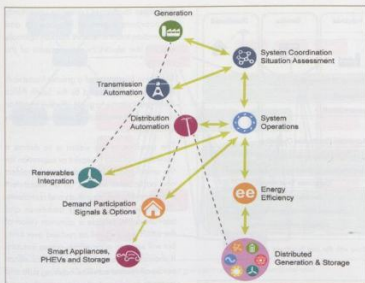 Generation
System Coordination
Situation Assessment
Transmission
Automation
Distribution
Automation
System
Operations
Renewables
Integration
Demand Participation
Signals & Options
ee
Energy
Efficiency
Smart Appliances,
PHEVs and Storage
Distributed
Generation & Storage